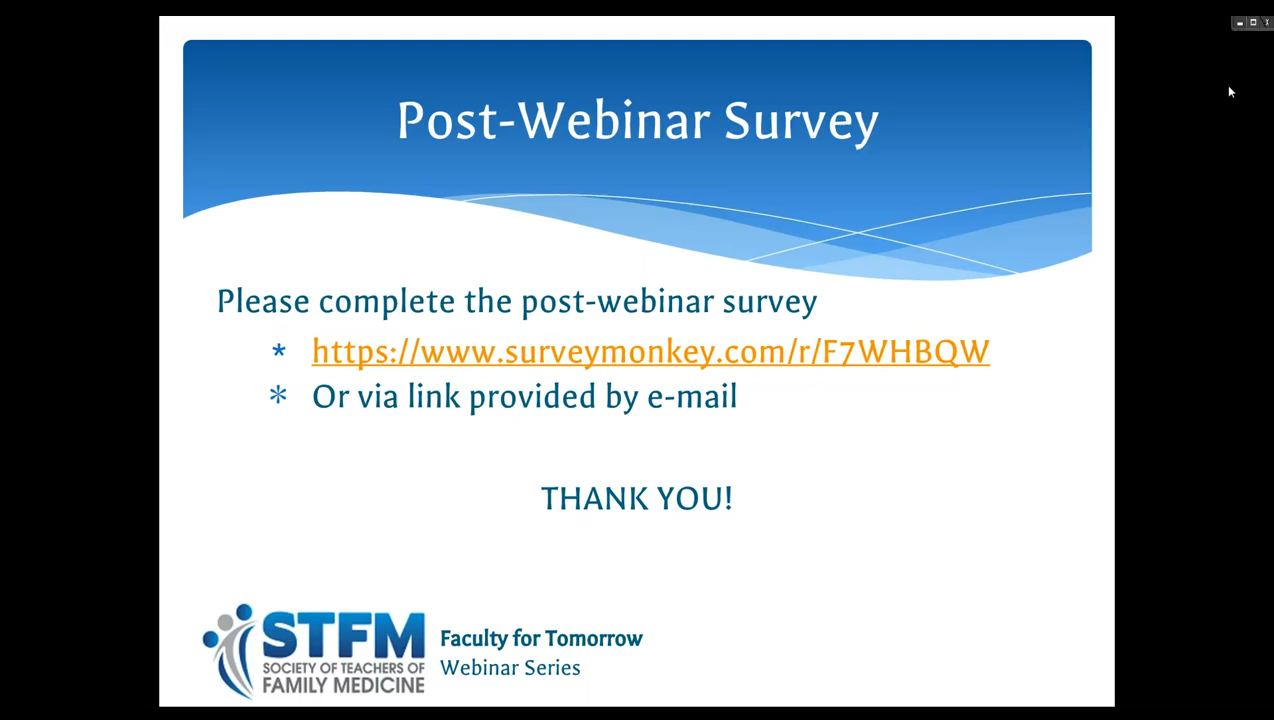 Post-Webinar Survey
Please complete the post-webinar survey
* https://www.surveymonkey.com/r/F7WHBQW
* Or via link provided by e-mail
THANK YOU!
STFM
SOCIETY OF TEACHERS OF
FAMILY MEDICINE
Faculty for Tomorrow
Webinar Series